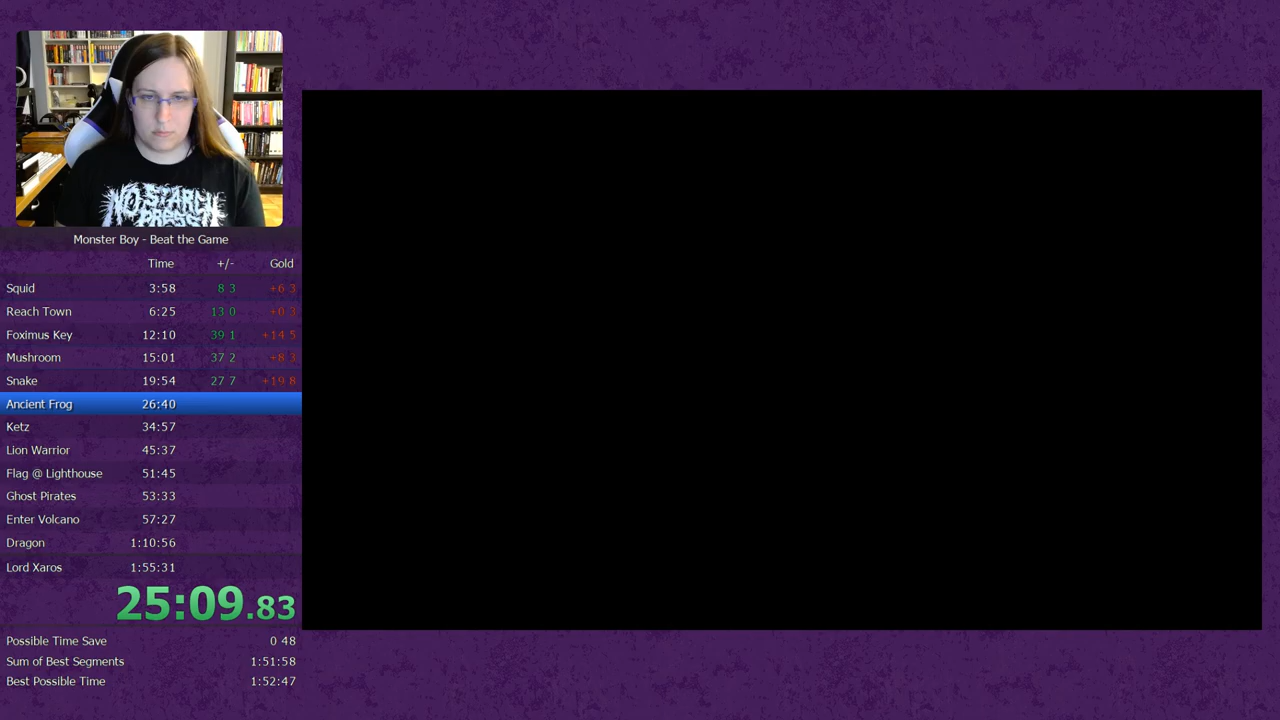 NO STARCH
PRESS
Monster Boy - Beat the Game
Time +/- Gold
Squid 3:58 8 3 +6 3
Reach Town 6:25 13 0 +0 3
Foximus Key 12:10 39 1 +14 5
Mushroom 15:01 37 2 +8 3
Snake 19:54 27 7 +19 8
Ancient Frog 26:40
Ketz 34:57
Lion Warrior 45:37
Flag @ Lighthouse 51:45
Ghost Pirates 53:33
Enter Volcano 57:27
Dragon 1:10:56
Lord Xaros 1:55:31
25:09.83
Possible Time Save 0 48
Sum of Best Segments 1:51:58
Best Possible Time 1:52:47